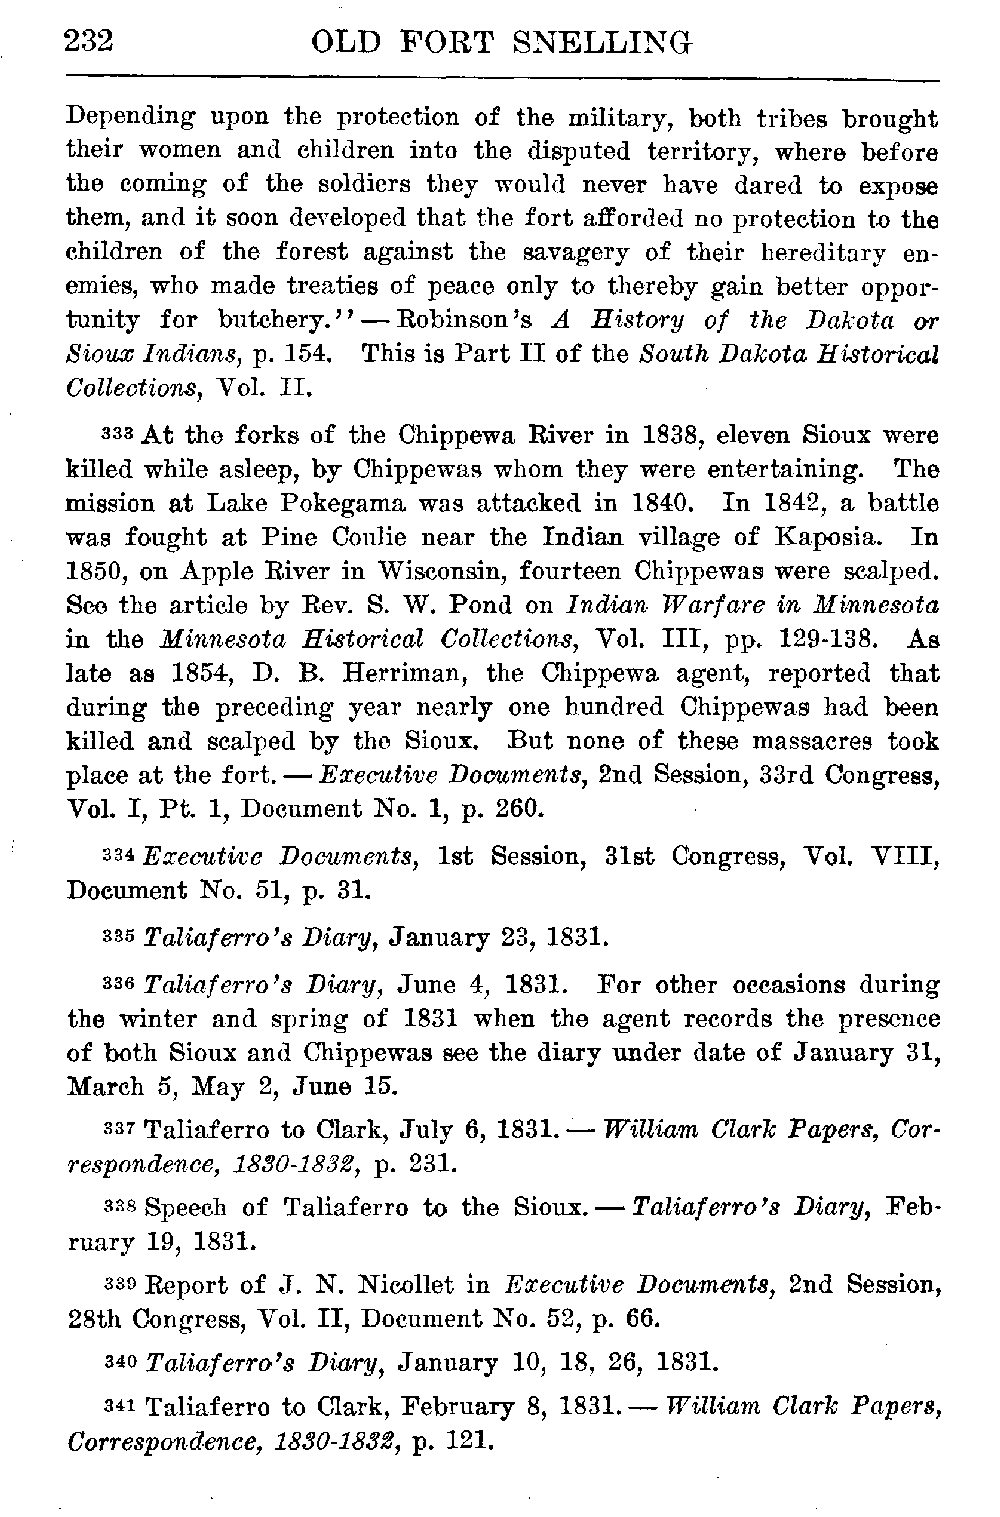 232 OLD FORT SNELLING
Depending upon the protection of the military, both tribes brought
their women and children into the disputed territory, where before
the coming of the soldiers they would never have dared to expose
them, and it soon developed that the fort afforded no protection to the
children of the forest against the savagery of their hereditary en-
emies, who made treaties of peace only to thereby gain better oppor-
tunity for butchery.'' — Robinson's A History of the Dakota or
Sioux Indians, p. 154. This is Part II of the South Dakota Historical
Collections, Vol. II.
333 At the forks of the Chippewa River in 1838, eleven Sioux were
killed while asleep, by Chippewas whom they were entertaining. The
mission at Lake Pokegama was attacked in 1840. In 1842, a battle
was fought at Pine Coulie near the Indian village of Kaposia. In
1850, on Apple River in Wisconsin, fourteen Chippewas were scalped.
See the article by Rev. S. W. Pond on Indian Warfare in Minnesota
in the Minnesota Historical Collections, Vol. III, pp. 129-138. As
late as 1854, D. B. Herriman, the Chippewa agent, reported that
during the preceding year nearly one hundred Chippewas had been
killed and scalped by the Sioux. But none of these massacres took
place at the fort. — Executive Documents, 2nd Session, 33rd Congress,
Vol. I, Pt. 1, Document No. 1, p. 260.
334 Executive Documents, 1st Session, 31st Congress, Vol. VIII,
Document No. 51, p. 31.
335 Taliaferro's Diary, January 23, 1831.
336 Taliaferro's Diary, June 4, 1831. For other occasions during
the winter and spring of 1831 when the agent records the presence
of both Sioux and Chippewas see the diary under date of January 31,
March 5, May 2, June 15.
337 Taliaferro to Clark, July 6, 1831. — William Clark Papers, Cor-
respondence, 1830-1832, p. 231.
338 Speech of Taliaferro to the Sioux. — Taliaferro's Diary, Feb-
ruary 19, 1831.
339 Report of J. N. Nicollet in Executive Documents, 2nd Session,
28th Congress, Vol. II, Document No. 52, p. 66.
340 Taliaferro's Diary, January 10, 18, 26, 1831.
341 Taliaferro to Clark, February 8, 1831. — William Clark Papers,
Correspondence, 1830-1832, p. 121.